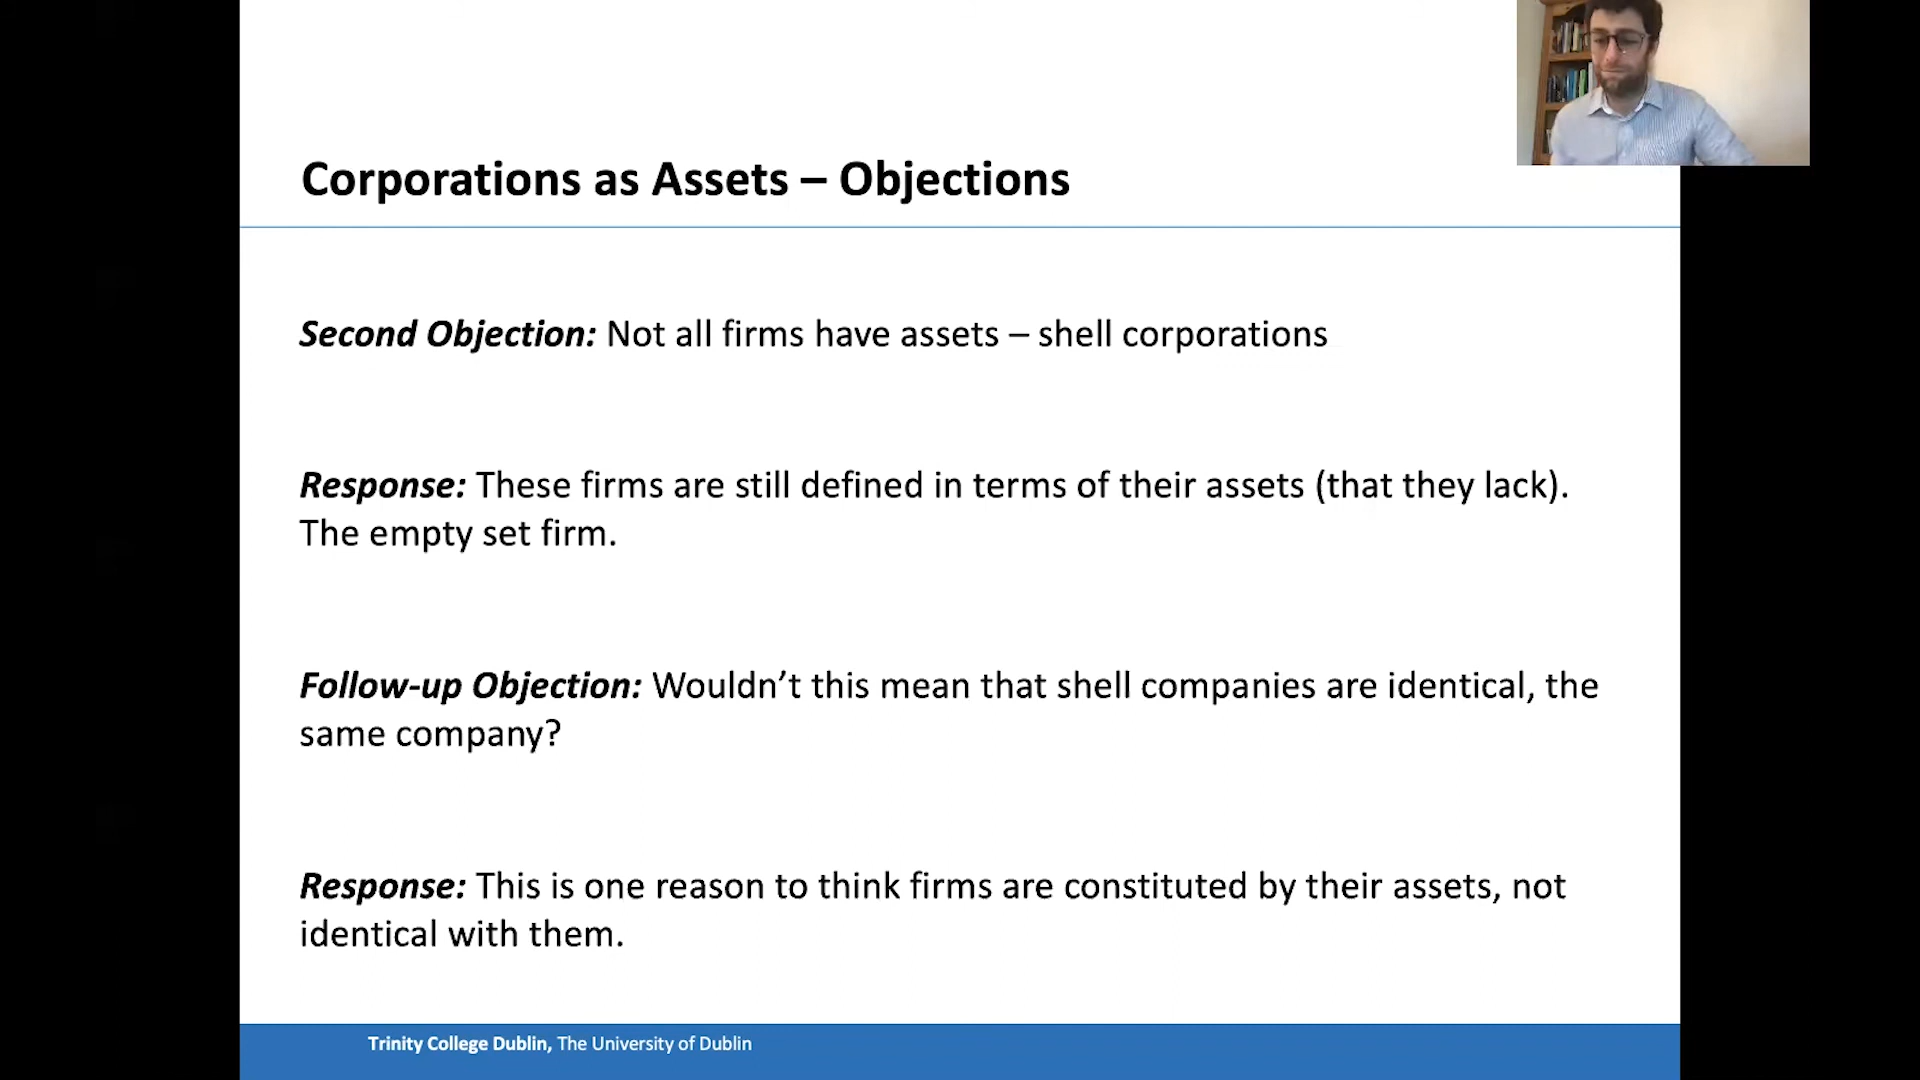 Corporations as Assets – Objections
Second Objection: Not all firms have assets – shell corporations
Response: These firms are still defined in terms of their assets (that they lack).
The empty set firm.
Follow-up Objection: Wouldn’t this mean that shell companies are identical, the
same company?
Response: This is one reason to think firms are constituted by their assets, not
identical with them.
Trinity College Dublin, The University of Dublin